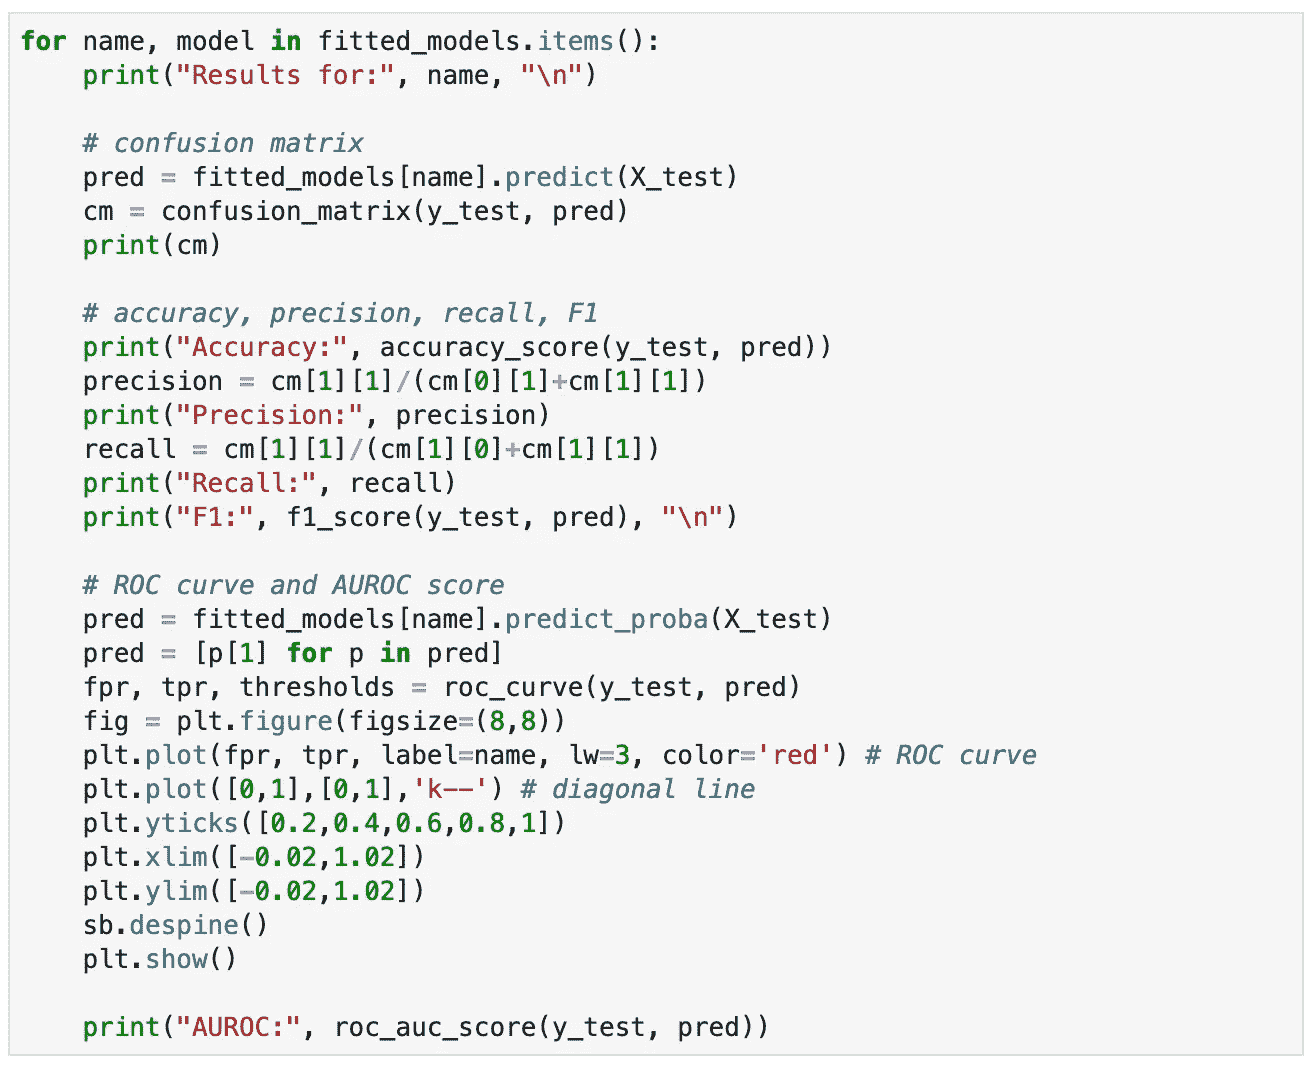 for name, model in fitted_models.items():
    print("Results for:", name, "\n")

    # confusion matrix
    pred = fitted_models[name].predict(X_test)
    cm = confusion_matrix(y_test, pred)
    print(cm)

    # accuracy, precision, recall, F1
    print("Accuracy:", accuracy_score(y_test, pred))
    precision = cm[1][1]/(cm[0][1]+cm[1][1])
    print("Precision:", precision)
    recall = cm[1][1]/(cm[1][0]+cm[1][1])
    print("Recall:", recall)
    print("F1:", f1_score(y_test, pred), "\n")

    # ROC curve and AUROC score
    pred = fitted_models[name].predict_proba(X_test)
    pred = [p[1] for p in pred]
    fpr, tpr, thresholds = roc_curve(y_test, pred)
    fig = plt.figure(figsize=(8,8))
    plt.plot(fpr, tpr, label=name, lw=3, color='red') # ROC curve
    plt.plot([0,1],[0,1],'k--') # diagonal line
    plt.yticks([0.2,0.4,0.6,0.8,1])
    plt.xlim([-0.02,1.02])
    plt.ylim([-0.02,1.02])
    sb.despine()
    plt.show()

    print("AUROC:", roc_auc_score(y_test, pred))